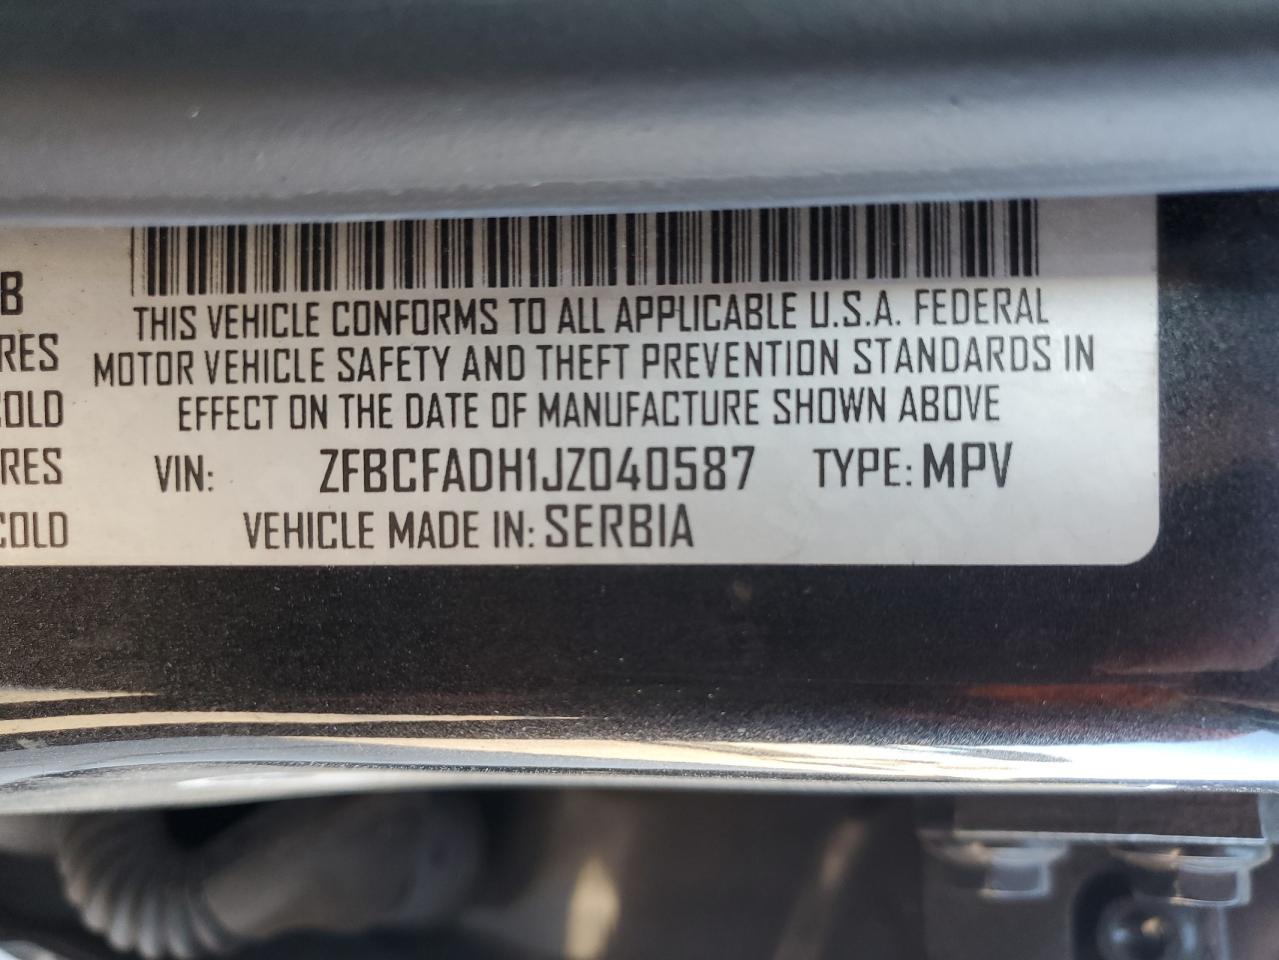 B
RES
COLD
RES
COLD
THIS VEHICLE CONFORMS TO ALL APPLICABLE U.S.A. FEDERAL
MOTOR VEHICLE SAFETY AND THEFT PREVENTION STANDARDS IN
EFFECT ON THE DATE OF MANUFACTURE SHOWN ABOVE
VIN: ZFBCFADH1JZ040587 TYPE: MPV
VEHICLE MADE IN: SERBIA